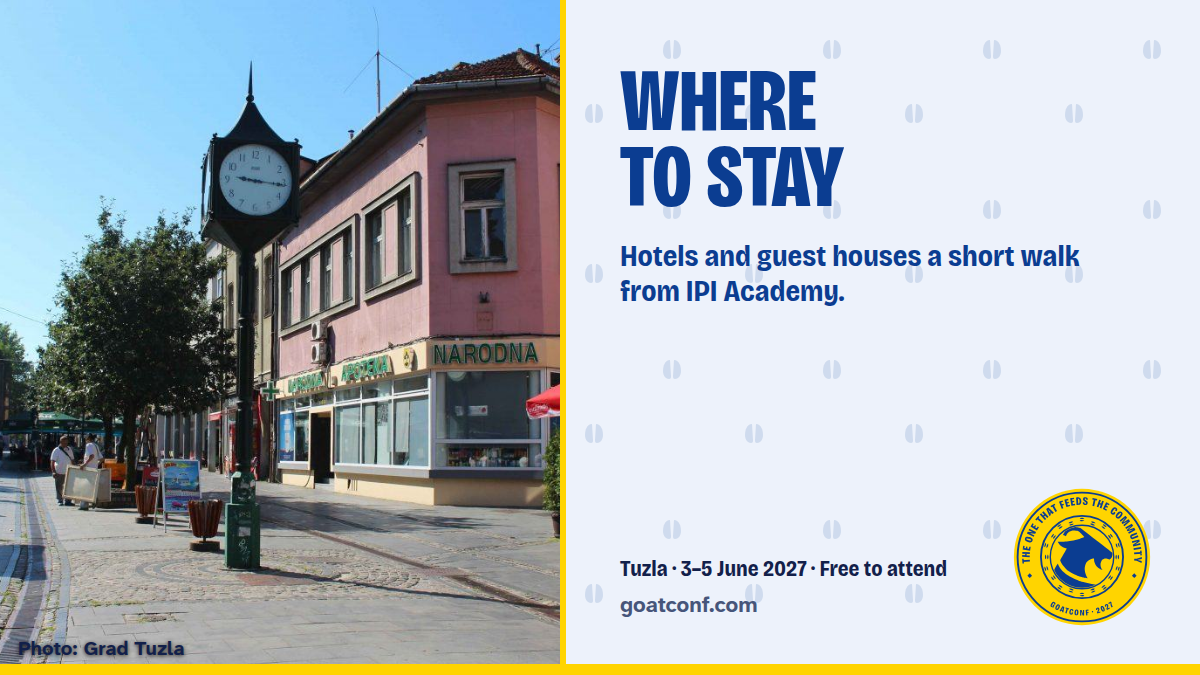 NARODNA
APOTEKA
NARODNA
Photo: Grad Tuzla
WHERE
TO STAY
Hotels and guest houses a short walk
from IPI Academy.
Tuzla · 3–5 June 2027 · Free to attend
goatconf.com
THE ONE THAT FEEDS THE COMMUNITY
GOATCONF · 2027